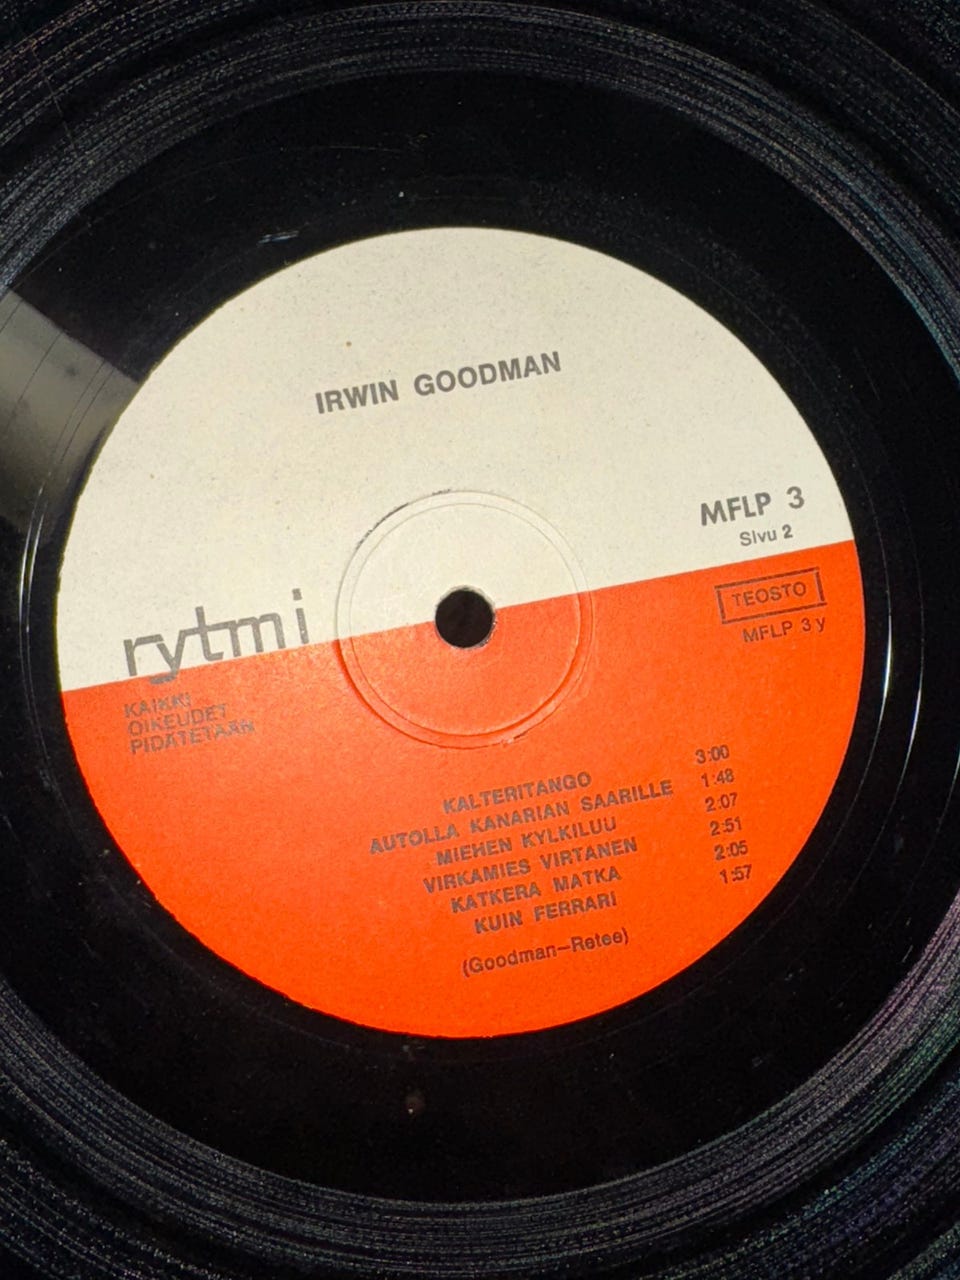 IRWIN GOODMAN
MFLP 3
Sivu 2
TEOSTO
MFLP 3 y
rytmi
KAIKKI
OIKEUDET
PIDÄTETÄÄN
KALTERITANGO 3:00
AUTOLLA KANARIAN SAARILLE 1:48
MIEHEN KYLKILUU 2:07
VIRKAMIES VIRTANEN 2:51
KATKERA MATKA 2:05
KUIN FERRARI 1:57
(Goodman–Retee)